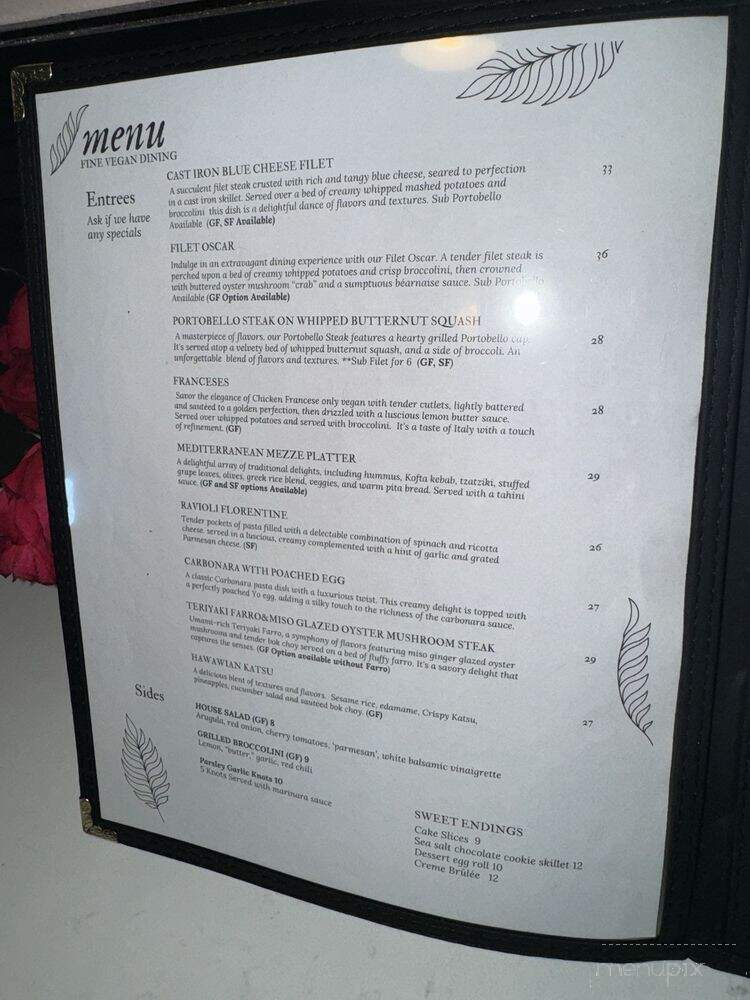 menu
FINE VEGAN DINING
Entrees
Ask if we have
any specials
CAST IRON BLUE CHEESE FILET 33
A succulent filet steak crusted with rich and tangy blue cheese, seared to perfection
in a cast iron skillet. Served over a bed of creamy whipped mashed potatoes and
broccolini this dish is a delightful dance of flavors and textures. Sub Portobello
Available (GF, SF Available)
FILET OSCAR 36
Indulge in an extravagant dining experience with our Filet Oscar. A tender filet steak is
perched upon a bed of creamy whipped potatoes and crisp broccolini, then crowned
with buttered oyster mushroom "crab" and a sumptuous béarnaise sauce. Sub Portobello
Available (GF Option Available)
PORTOBELLO STEAK ON WHIPPED BUTTERNUT SQUASH 28
A masterpiece of flavors, our Portobello Steak features a hearty grilled Portobello cap.
It's served atop a velvety bed of whipped butternut squash, and a side of broccoli. An
unforgettable blend of flavors and textures. **Sub Filet for 6 (GF, SF)
FRANCESES 28
Savor the elegance of Chicken Francese only vegan with tender cutlets, lightly battered
and sautéed to a golden perfection, then drizzled with a luscious lemon butter sauce.
Served over whipped potatoes and served with broccolini. It's a taste of Italy with a touch
of refinement. (GF)
MEDITERRANEAN MEZZE PLATTER 29
A delightful array of traditional delights, including hummus, Kofta kebab, tzatziki, stuffed
grape leaves, olives, greek rice blend, veggies, and warm pita bread. Served with a tahini
sauce. (GF and SF options Available)
RAVIOLI FLORENTINE 26
Tender pockets of pasta filled with a delectable combination of spinach and ricotta
cheese, served in a luscious, creamy complemented with a hint of garlic and grated
Parmesan cheese. (SF)
CARBONARA WITH POACHED EGG 27
A classic Carbonara pasta dish with a luxurious twist. This creamy delight is topped with
a perfectly poached Yo egg, adding a silky touch to the richness of the carbonara sauce.
TERIYAKI FARRO&MISO GLAZED OYSTER MUSHROOM STEAK 29
Umami-rich Teriyaki Farro, a symphony of flavors featuring miso ginger glazed oyster
mushrooms and tender bok choy served on a bed of fluffy farro. It's a savory delight that
captures the senses. (GF Option available without Farro)
HAWAWIAN KATSU 27
A delicious blend of textures and flavors. Sesame rice, edamame, Crispy Katsu,
pineapples, cucumber salad and sautéed bok choy. (GF)
Sides
HOUSE SALAD (GF) 8
Arugula, red onion, cherry tomatoes, 'parmesan', white balsamic vinaigrette
GRILLED BROCCOLINI (GF) 9
Lemon, "butter," garlic, red chili
Parsley Garlic Knots 10
5 Knots Served with marinara sauce
SWEET ENDINGS
Cake Slices 9
Sea salt chocolate cookie skillet 12
Dessert egg roll 10
Creme Brûlée 12
menupix